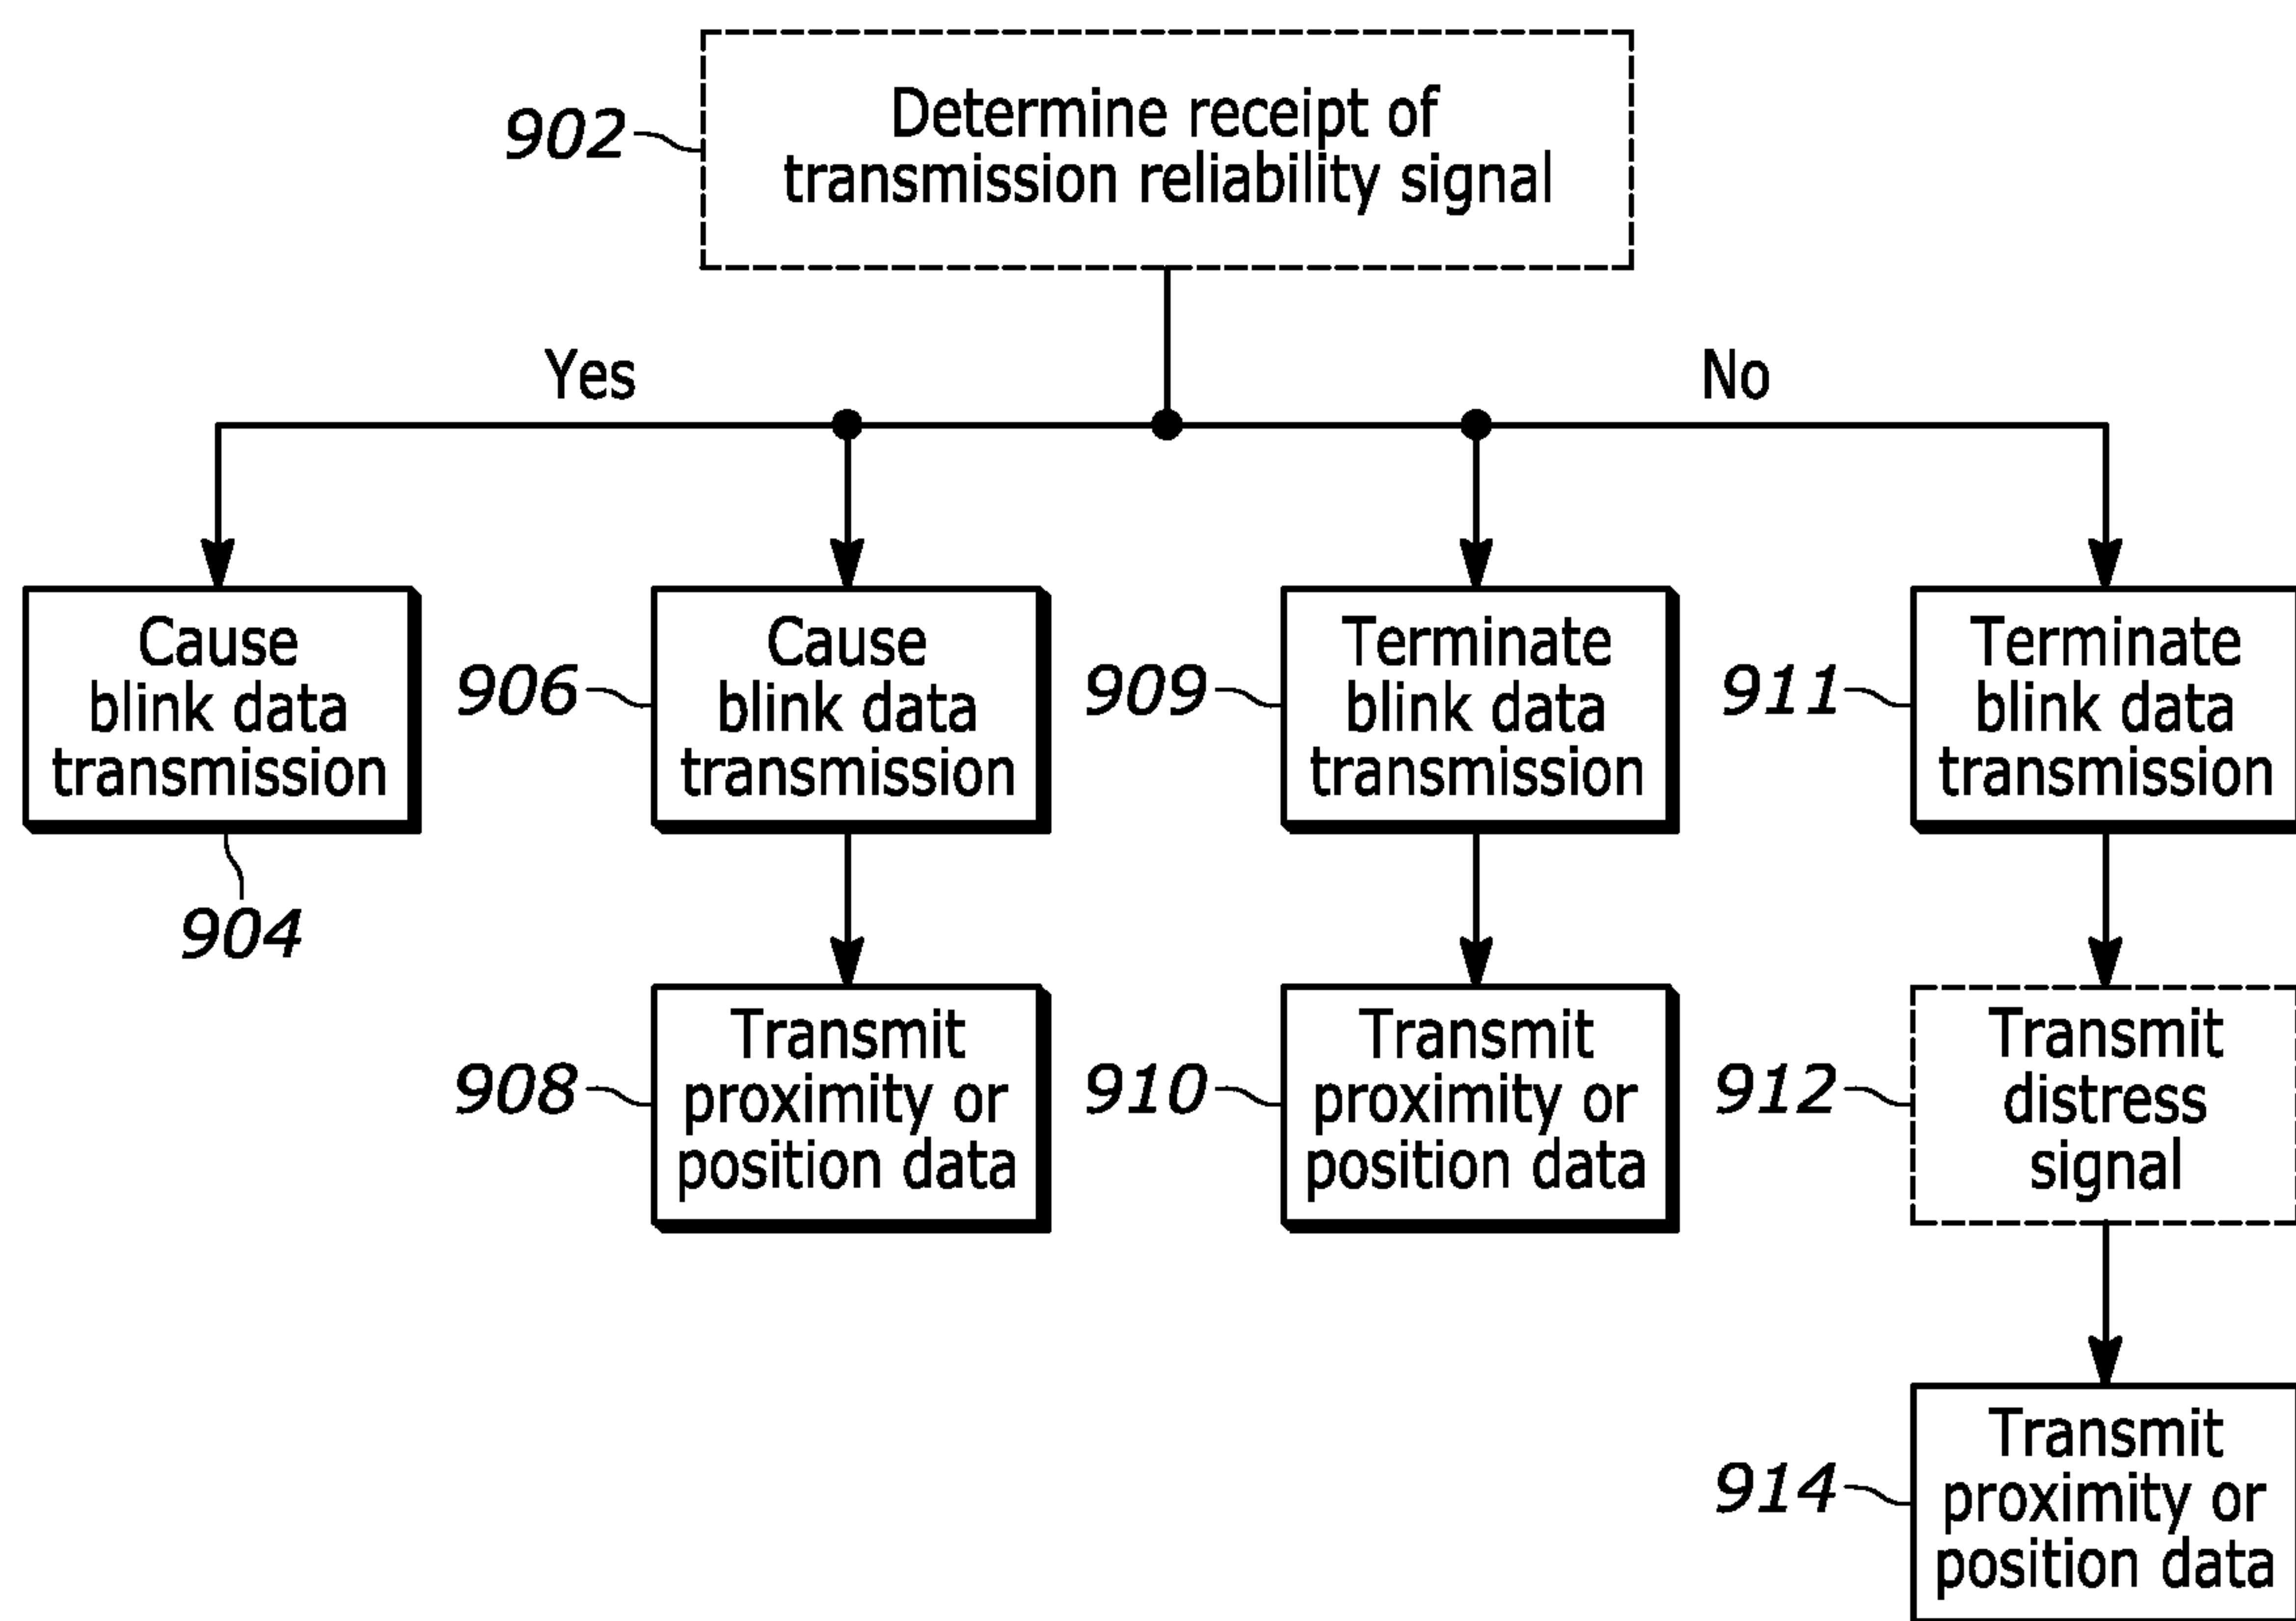 902
Determine receipt of
transmission reliability signal
Yes
No
Cause
blink data
transmission
904
906
Cause
blink data
transmission
909
Terminate
blink data
transmission
911
Terminate
blink data
transmission
908
Transmit
proximity or
position data
910
Transmit
proximity or
position data
912
Transmit
distress
signal
914
Transmit
proximity or
position data